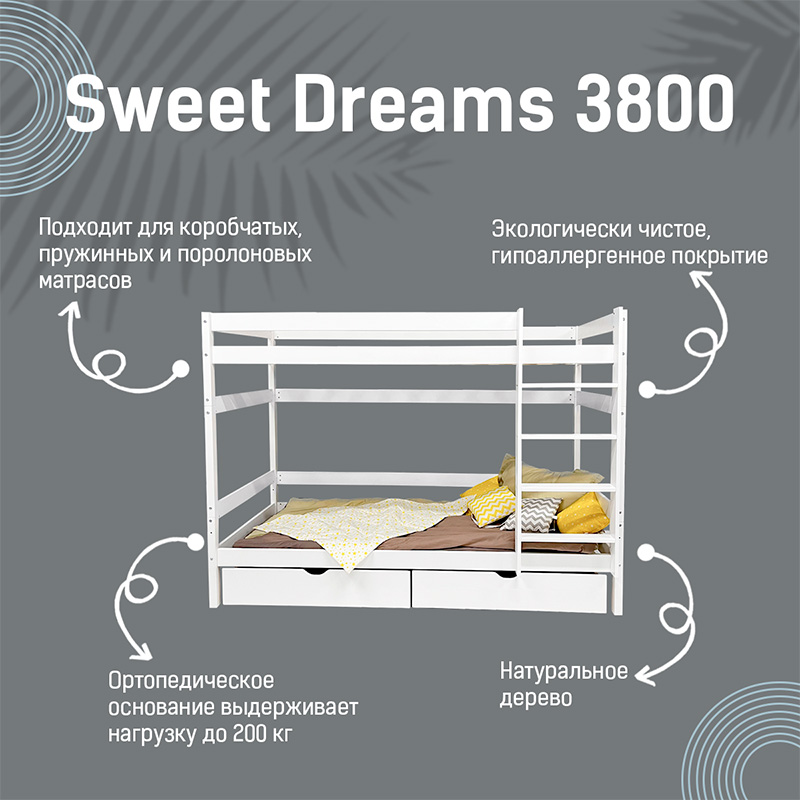 Sweet Dreams 3800
Подходит для коробчатых,
пружинных и поролоновых
матрасов
Экологически чистое,
гипоаллергенное покрытие
Ортопедическое
основание выдерживает
нагрузку до 200 кг
Натуральное
дерево